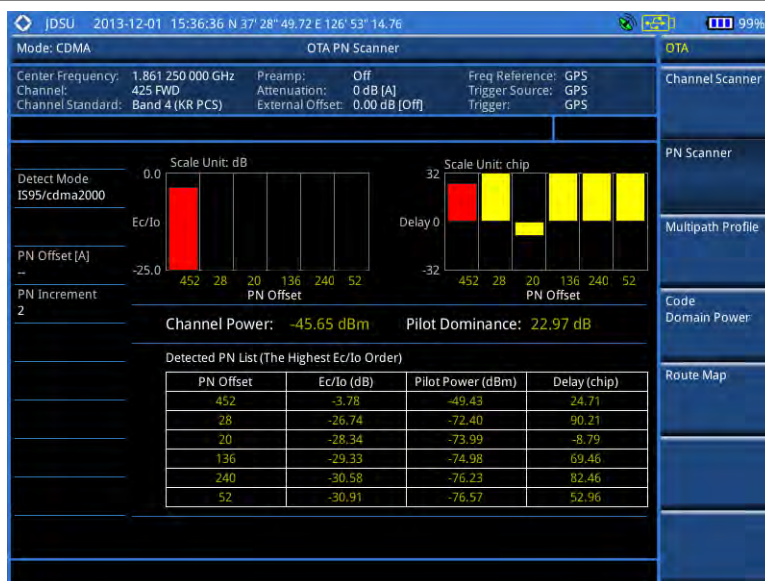 JDSU 2013-12-01 15:36:36 N 37' 28" 49.72 E 126' 53" 14.76 99%
Mode: CDMA OTA PN Scanner OTA
Center Frequency: 1.861 250 000 GHz Preamp: Off Freq Reference: GPS
Channel: 425 FWD Attenuation: 0 dB [A] Trigger Source: GPS
Channel Standard: Band 4 (KR PCS) External Offset: 0.00 dB [Off] Trigger: GPS
Channel Scanner
PN Scanner
Multipath Profile
Code
Domain Power
Route Map
Detect Mode
IS95/cdma2000
PN Offset [A]
--
PN Increment
2
Scale Unit: dB
0.0
Ec/Io
-25.0
452 28 20 136 240 52
PN Offset
Scale Unit: chip
32
Delay 0
-32
452 28 20 136 240 52
PN Offset
Channel Power: -45.65 dBm Pilot Dominance: 22.97 dB
Detected PN List (The Highest Ec/Io Order)
PN Offset Ec/Io (dB) Pilot Power (dBm) Delay (chip)
452 -3.78 -49.43 24.71
28 -26.74 -72.40 90.21
20 -28.34 -73.99 -8.79
136 -29.33 -74.98 69.46
240 -30.58 -76.23 82.46
52 -30.91 -76.57 52.96